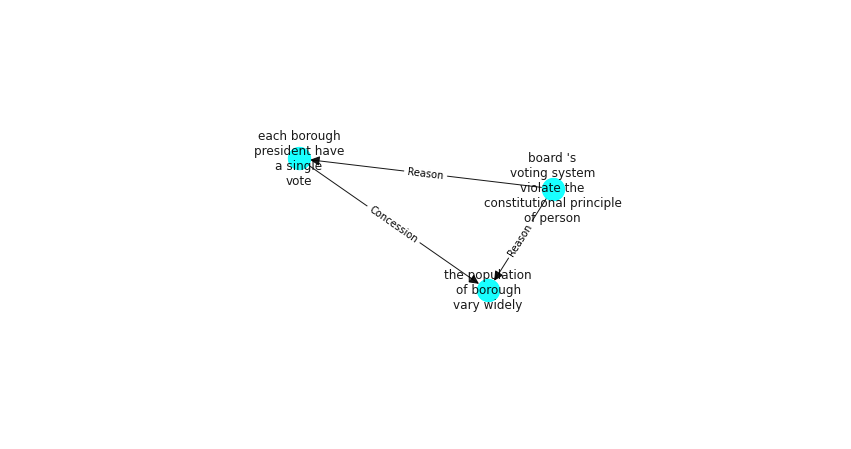 each borough
president have
a single
vote
Reason
board 's
voting system
violate the
constitutional principle
of person
Concession
Reason
the population
of borough
vary widely